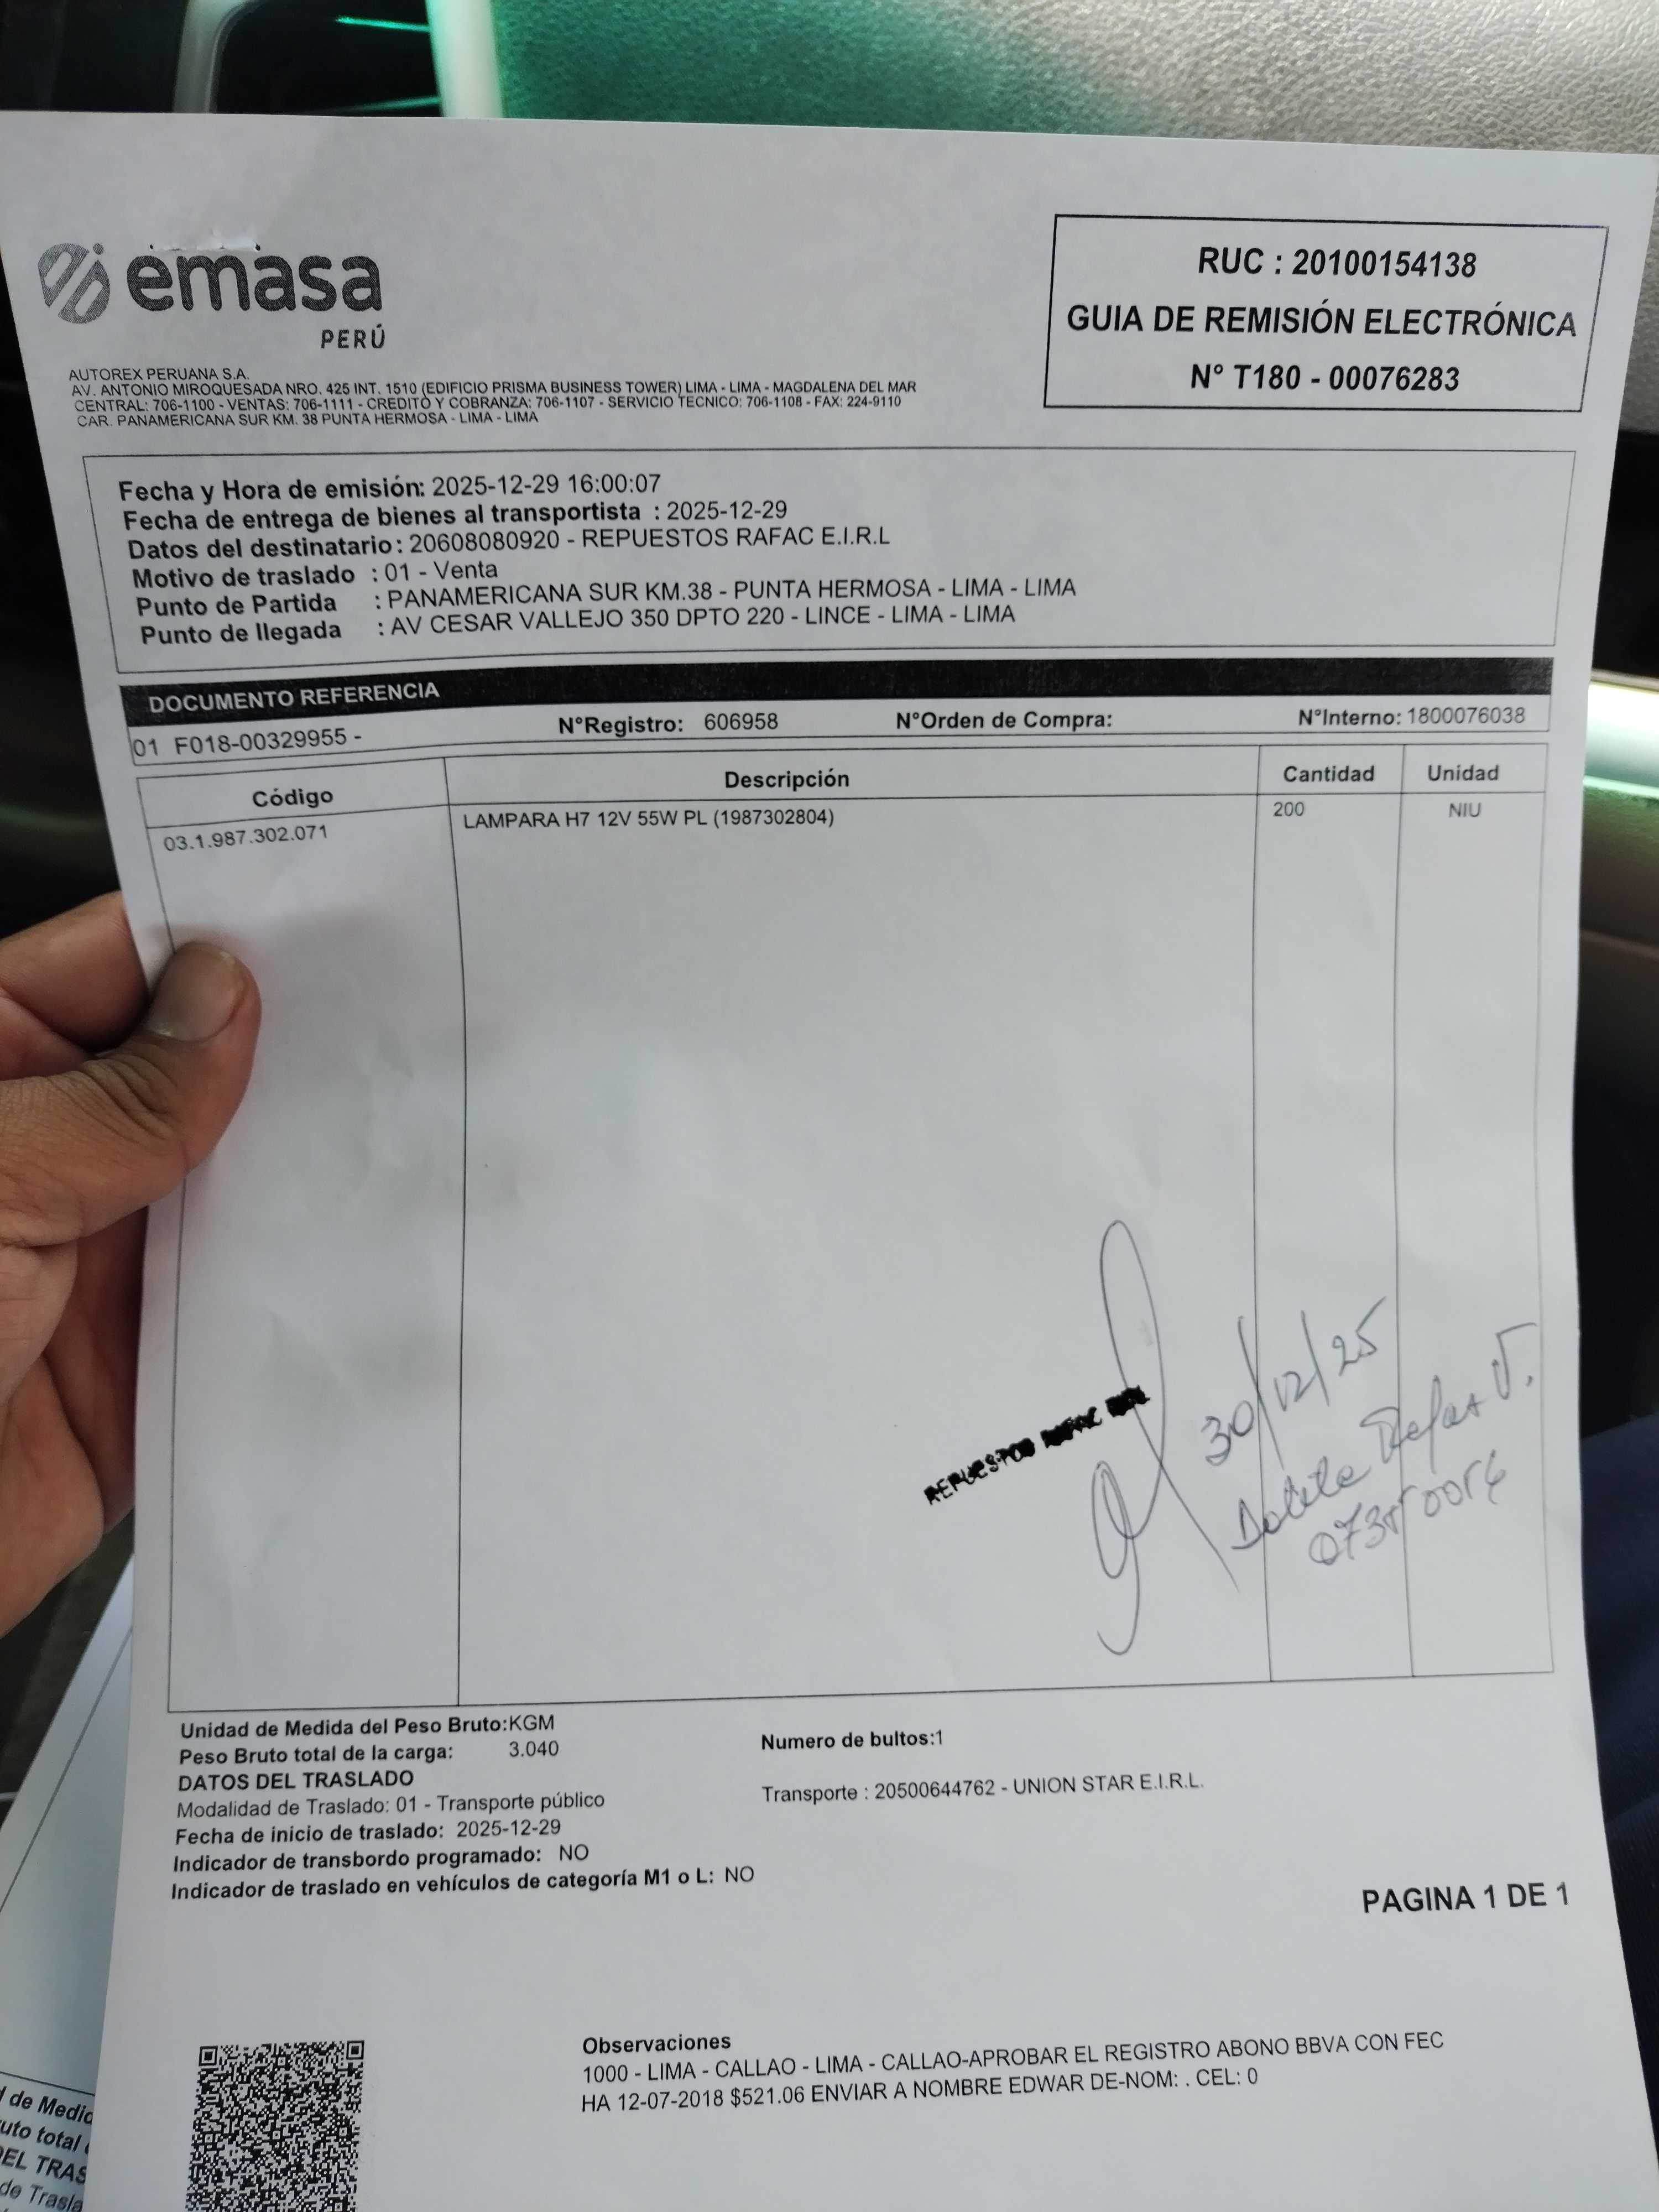 emasa
PERÚ
RUC : 20100154138
GUIA DE REMISIÓN ELECTRÓNICA
N° T180 - 00076283
AUTOREX PERUANA S.A.
AV. ANTONIO MIROQUESADA NRO. 425 INT. 1510 (EDIFICIO PRISMA BUSINESS TOWER) LIMA - LIMA - MAGDALENA DEL MAR
CENTRAL: 706-1100 - VENTAS: 706-1111 - CREDITO Y COBRANZA: 706-1107 - SERVICIO TECNICO: 706-1108 - FAX: 224-9110
CAR. PANAMERICANA SUR KM. 38 PUNTA HERMOSA - LIMA - LIMA
Fecha y Hora de emisión: 2025-12-29 16:00:07
Fecha de entrega de bienes al transportista : 2025-12-29
Datos del destinatario : 20608080920 - REPUESTOS RAFAC E.I.R.L
Motivo de traslado : 01 - Venta
Punto de Partida : PANAMERICANA SUR KM.38 - PUNTA HERMOSA - LIMA - LIMA
Punto de llegada : AV CESAR VALLEJO 350 DPTO 220 - LINCE - LIMA - LIMA
DOCUMENTO REFERENCIA
01 F018-00329955 - N°Registro: 606958 N°Orden de Compra: N°Interno: 1800076038
Código Descripción Cantidad Unidad
03.1.987.302.071 LAMPARA H7 12V 55W PL (1987302804) 200 NIU
30/12/25
REPUESTOS RAFAC
Unidad de Medida del Peso Bruto:KGM
Peso Bruto total de la carga: 3.040
Numero de bultos:1
DATOS DEL TRASLADO
Modalidad de Traslado: 01 - Transporte público
Transporte : 20500644762 - UNION STAR E.I.R.L.
Fecha de inicio de traslado: 2025-12-29
Indicador de transbordo programado: NO
Indicador de traslado en vehículos de categoría M1 o L: NO
PAGINA 1 DE 1
Observaciones
1000 - LIMA - CALLAO - LIMA - CALLAO-APROBAR EL REGISTRO ABONO BBVA CON FEC
HA 12-07-2018 $521.06 ENVIAR A NOMBRE EDWAR DE-NOM: . CEL: 0
de Medic
uto total
EL TRAS
de Trasla